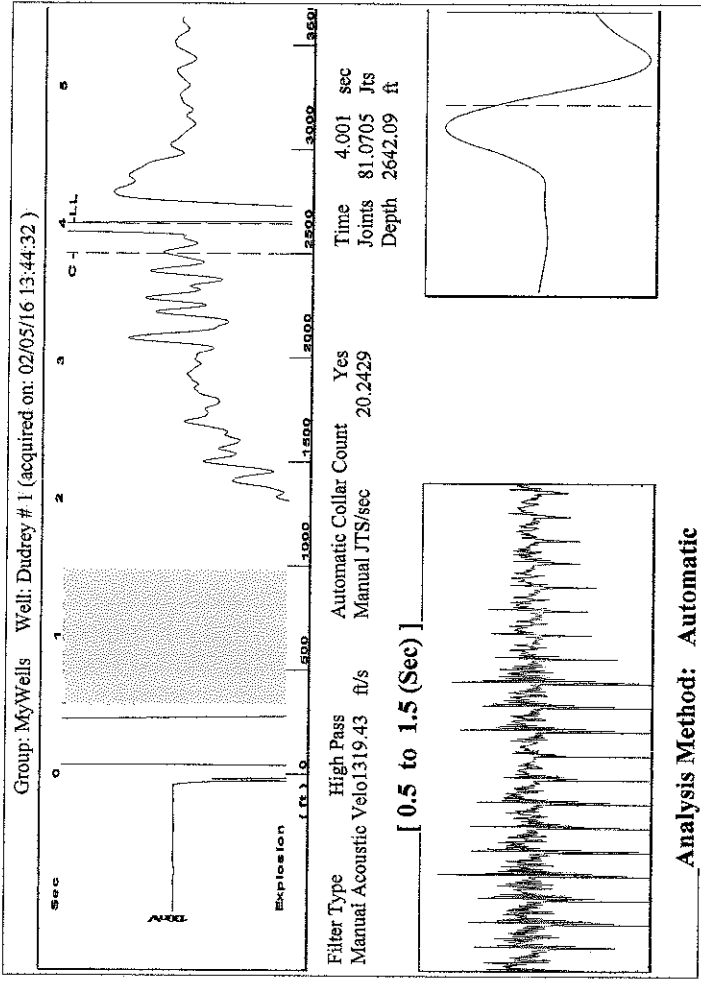 Group: MyWells Well: Dudrey # 1 (acquired on: 02/05/16 13:44:32 )
Sec 0 1 2 3 C 4 LL 5
Explosion
( ft ) 0 500 1000 1500 2000 2500 3000 350
Filter Type High Pass Automatic Collar Count Yes Time 4.001 sec
Manual Acoustic Velo1319.43 ft/s Manual JTS/sec 20.2429 Joints 81.0705 Jts
Depth 2642.09 ft
[ 0.5 to 1.5 (Sec) ]
Analysis Method: Automatic